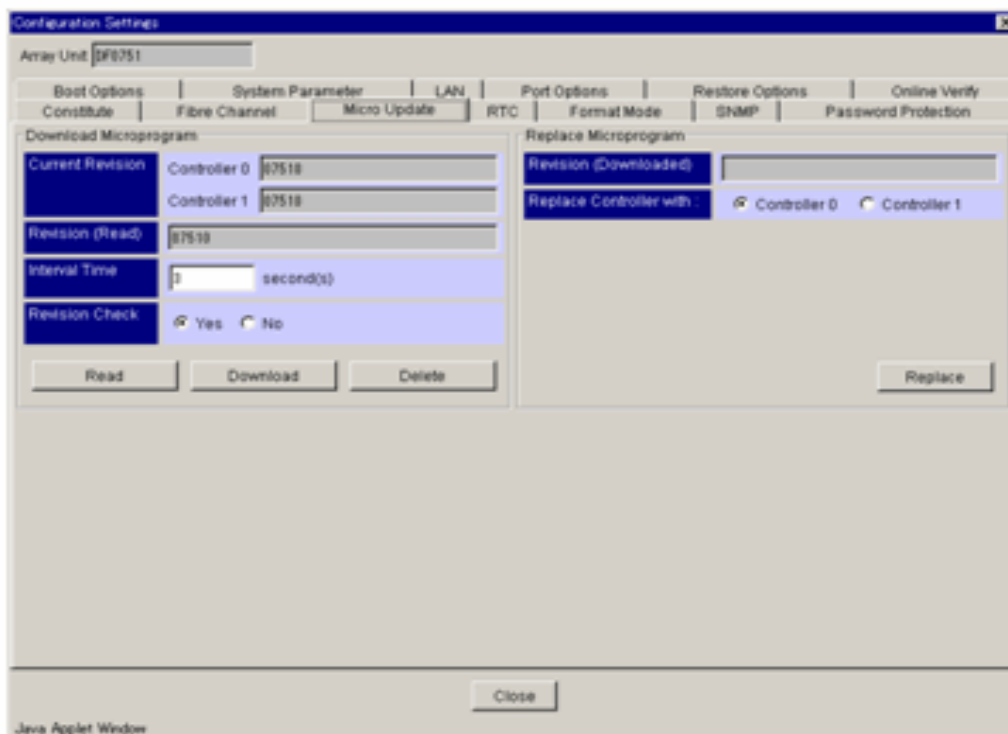 Configuration Settings
Array Unit DF0751
Boot Options System Parameter LAN Port Options Restore Options Online Verify
Constitute Fibre Channel Micro Update RTC Format Mode SNMP Password Protection
Download Microprogram
Current Revision Controller 0 07510
Controller 1 07510
Revision (Read) 07510
Interval Time 3 second(s)
Revision Check Yes No
Read Download Delete
Replace Microprogram
Revision (Downloaded)
Replace Controller with : Controller 0 Controller 1
Replace
Close
Java Applet Window